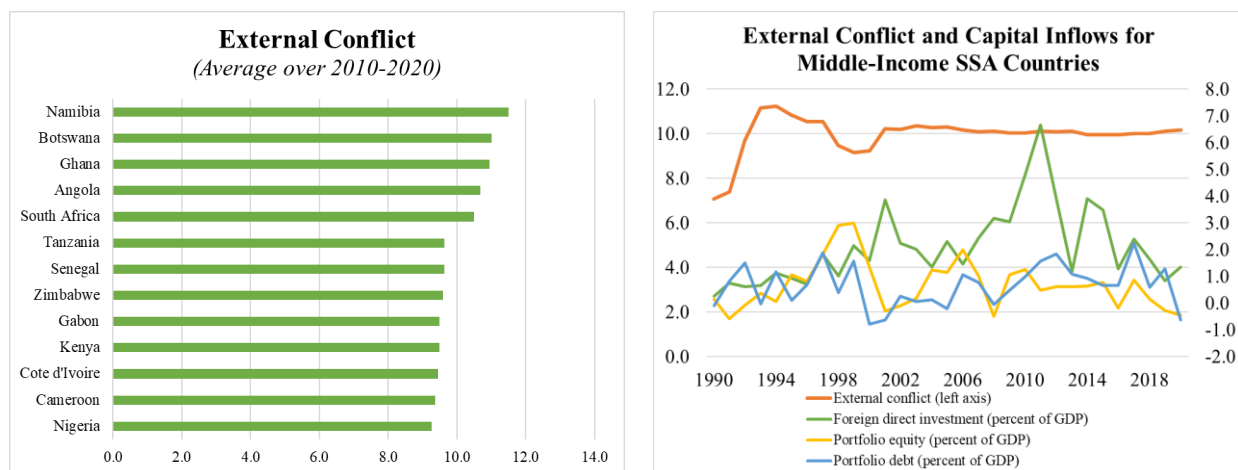 External Conflict
(Average over 2010-2020)
Namibia
Botswana
Ghana
Angola
South Africa
Tanzania
Senegal
Zimbabwe
Gabon
Kenya
Cote d'Ivoire
Cameroon
Nigeria
0.0 2.0 4.0 6.0 8.0 10.0 12.0 14.0
External Conflict and Capital Inflows for
Middle-Income SSA Countries
12.0
10.0
8.0
6.0
4.0
2.0
0.0
8.0
7.0
6.0
5.0
4.0
3.0
2.0
1.0
0.0
-1.0
-2.0
1990 1994 1998 2002 2006 2010 2014 2018
External conflict (left axis)
Foreign direct investment (percent of GDP)
Portfolio equity (percent of GDP)
Portfolio debt (percent of GDP)